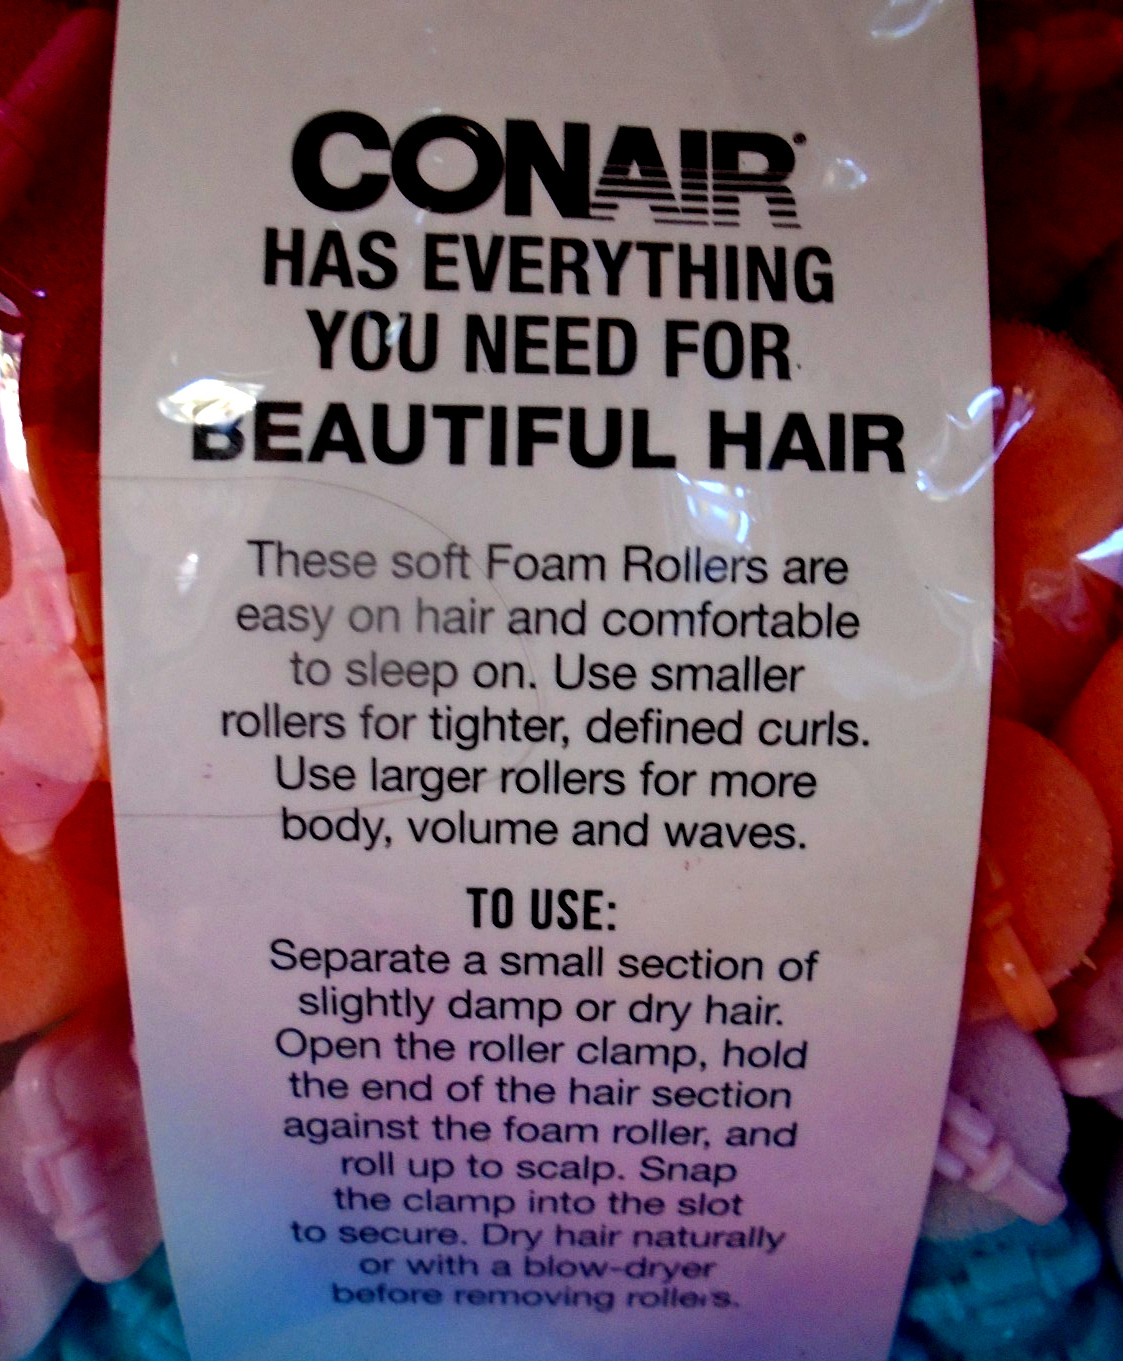 CONAIR®
HAS EVERYTHING
YOU NEED FOR
BEAUTIFUL HAIR
These soft Foam Rollers are
easy on hair and comfortable
to sleep on. Use smaller
rollers for tighter, defined curls.
Use larger rollers for more
body, volume and waves.
TO USE:
Separate a small section of
slightly damp or dry hair.
Open the roller clamp, hold
the end of the hair section
against the foam roller, and
roll up to scalp. Snap
the clamp into the slot
to secure. Dry hair naturally
or with a blow-dryer
before removing rollers.